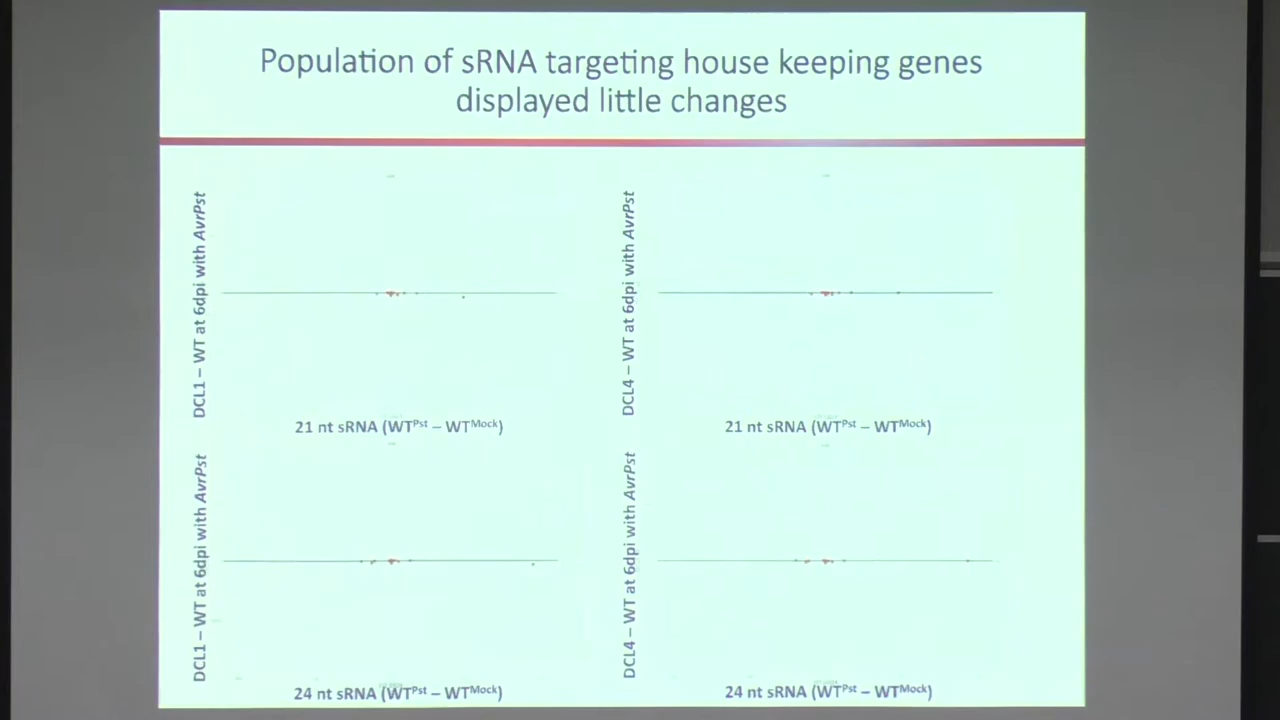 Population of sRNA targeting house keeping genes
displayed little changes
DCL1 – WT at 6dpi with AvrPst
21 nt sRNA (WTPst – WTMock)
DCL4 – WT at 6dpi with AvrPst
21 nt sRNA (WTPst – WTMock)
DCL1 – WT at 6dpi with AvrPst
24 nt sRNA (WTPst – WTMock)
DCL4 – WT at 6dpi with AvrPst
24 nt sRNA (WTPst – WTMock)